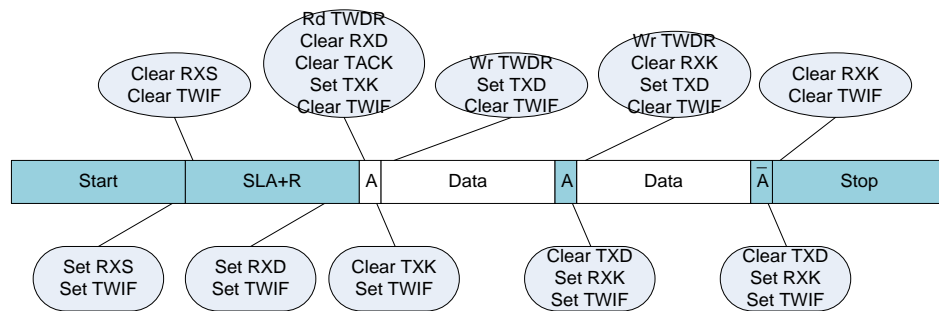 Clear RXS
Clear TWIF
Rd TWDR
Clear RXD
Clear TACK
Set TXK
Clear TWIF
Wr TWDR
Set TXD
Clear TWIF
Wr TWDR
Clear RXK
Set TXD
Clear TWIF
Clear RXK
Clear TWIF
Start SLA+R A Data A Data A̅ Stop
Set RXS
Set TWIF
Set RXD
Set TWIF
Clear TXK
Set TWIF
Clear TXD
Set RXK
Set TWIF
Clear TXD
Set RXK
Set TWIF